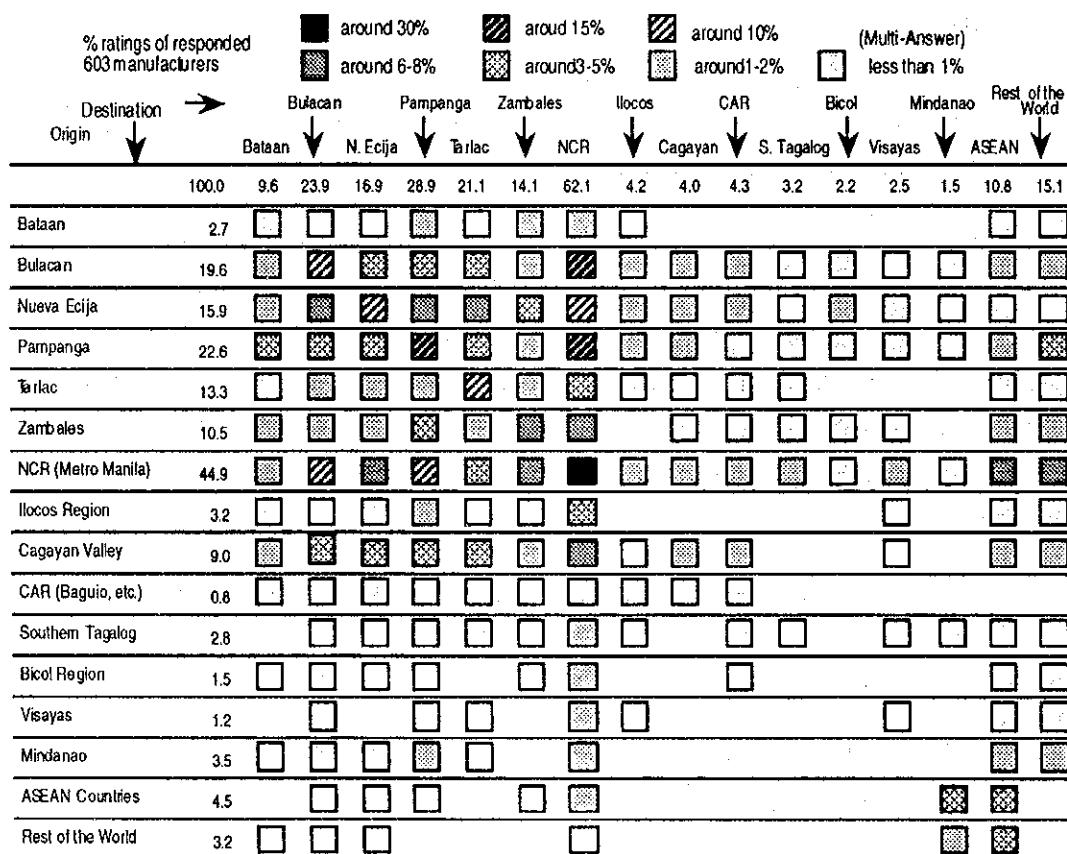 % ratings of responded
603 manufacturers
around 30%
aroud 15%
around 10%
(Multi-Answer)
around 6-8%
around3-5%
around1-2%
less than 1%
Destination
Origin
Bulacan
Pampanga
Zambales
Ilocos
CAR
Bicol
Mindanao
Rest of the
World
Bataan
N. Ecija
Tarlac
NCR
Cagayan
S. Tagalog
Visayas
ASEAN
100.0 9.6 23.9 16.9 28.9 21.1 14.1 62.1 4.2 4.0 4.3 3.2 2.2 2.5 1.5 10.8 15.1
Bataan 2.7
Bulacan 19.6
Nueva Ecija 15.9
Pampanga 22.6
Tarlac 13.3
Zambales 10.5
NCR (Metro Manila) 44.9
Ilocos Region 3.2
Cagayan Valley 9.0
CAR (Baguio, etc.) 0.8
Southern Tagalog 2.8
Bicol Region 1.5
Visayas 1.2
Mindanao 3.5
ASEAN Countries 4.5
Rest of the World 3.2